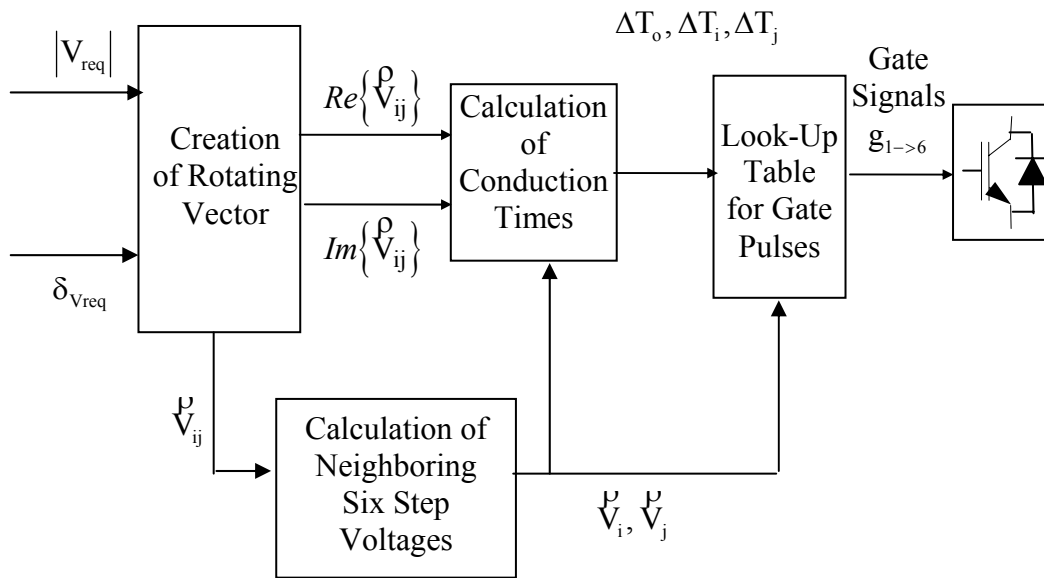 |V_req|
δ_Vreq
Creation
of Rotating
Vector
Re{ρ V_ij}
Im{ρ V_ij}
Calculation
of
Conduction
Times
ΔT_o, ΔT_i, ΔT_j
Look-Up
Table
for Gate
Pulses
Gate
Signals
g_1->6
ρ V_ij
Calculation of
Neighboring
Six Step
Voltages
ρ V_i, ρ V_j